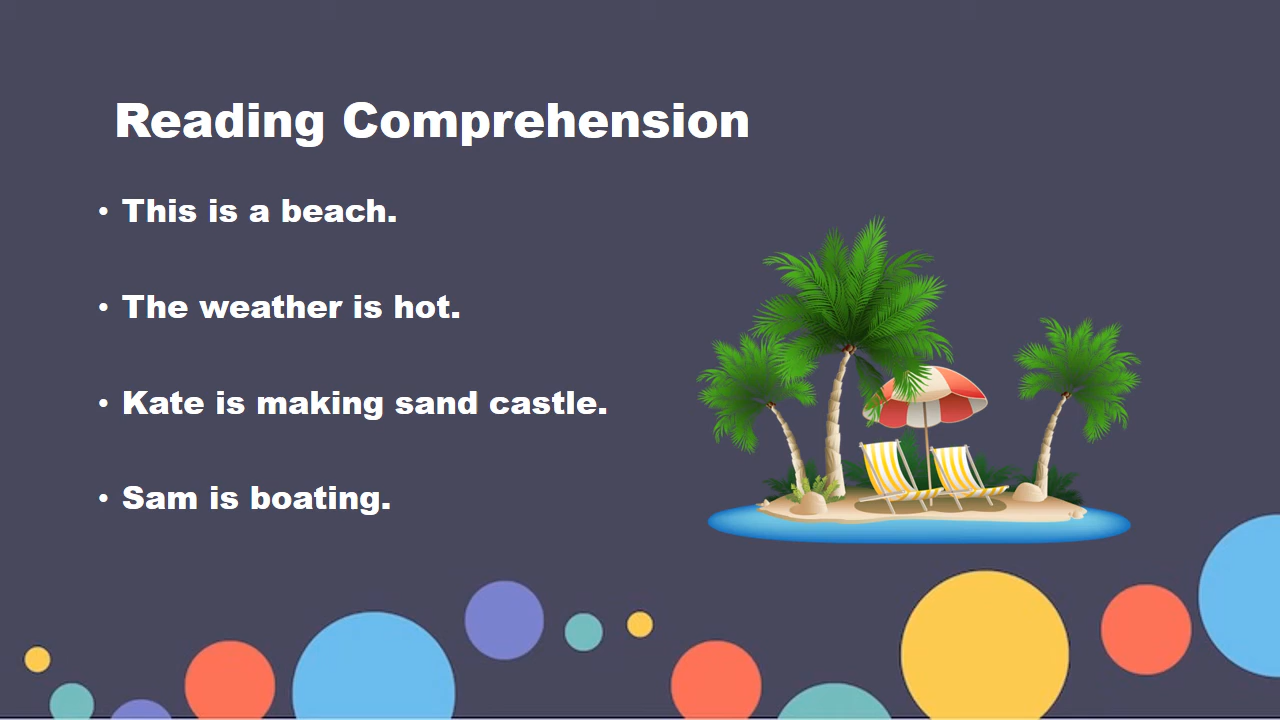 Reading Comprehension
• This is a beach.
• The weather is hot.
• Kate is making sand castle.
• Sam is boating.